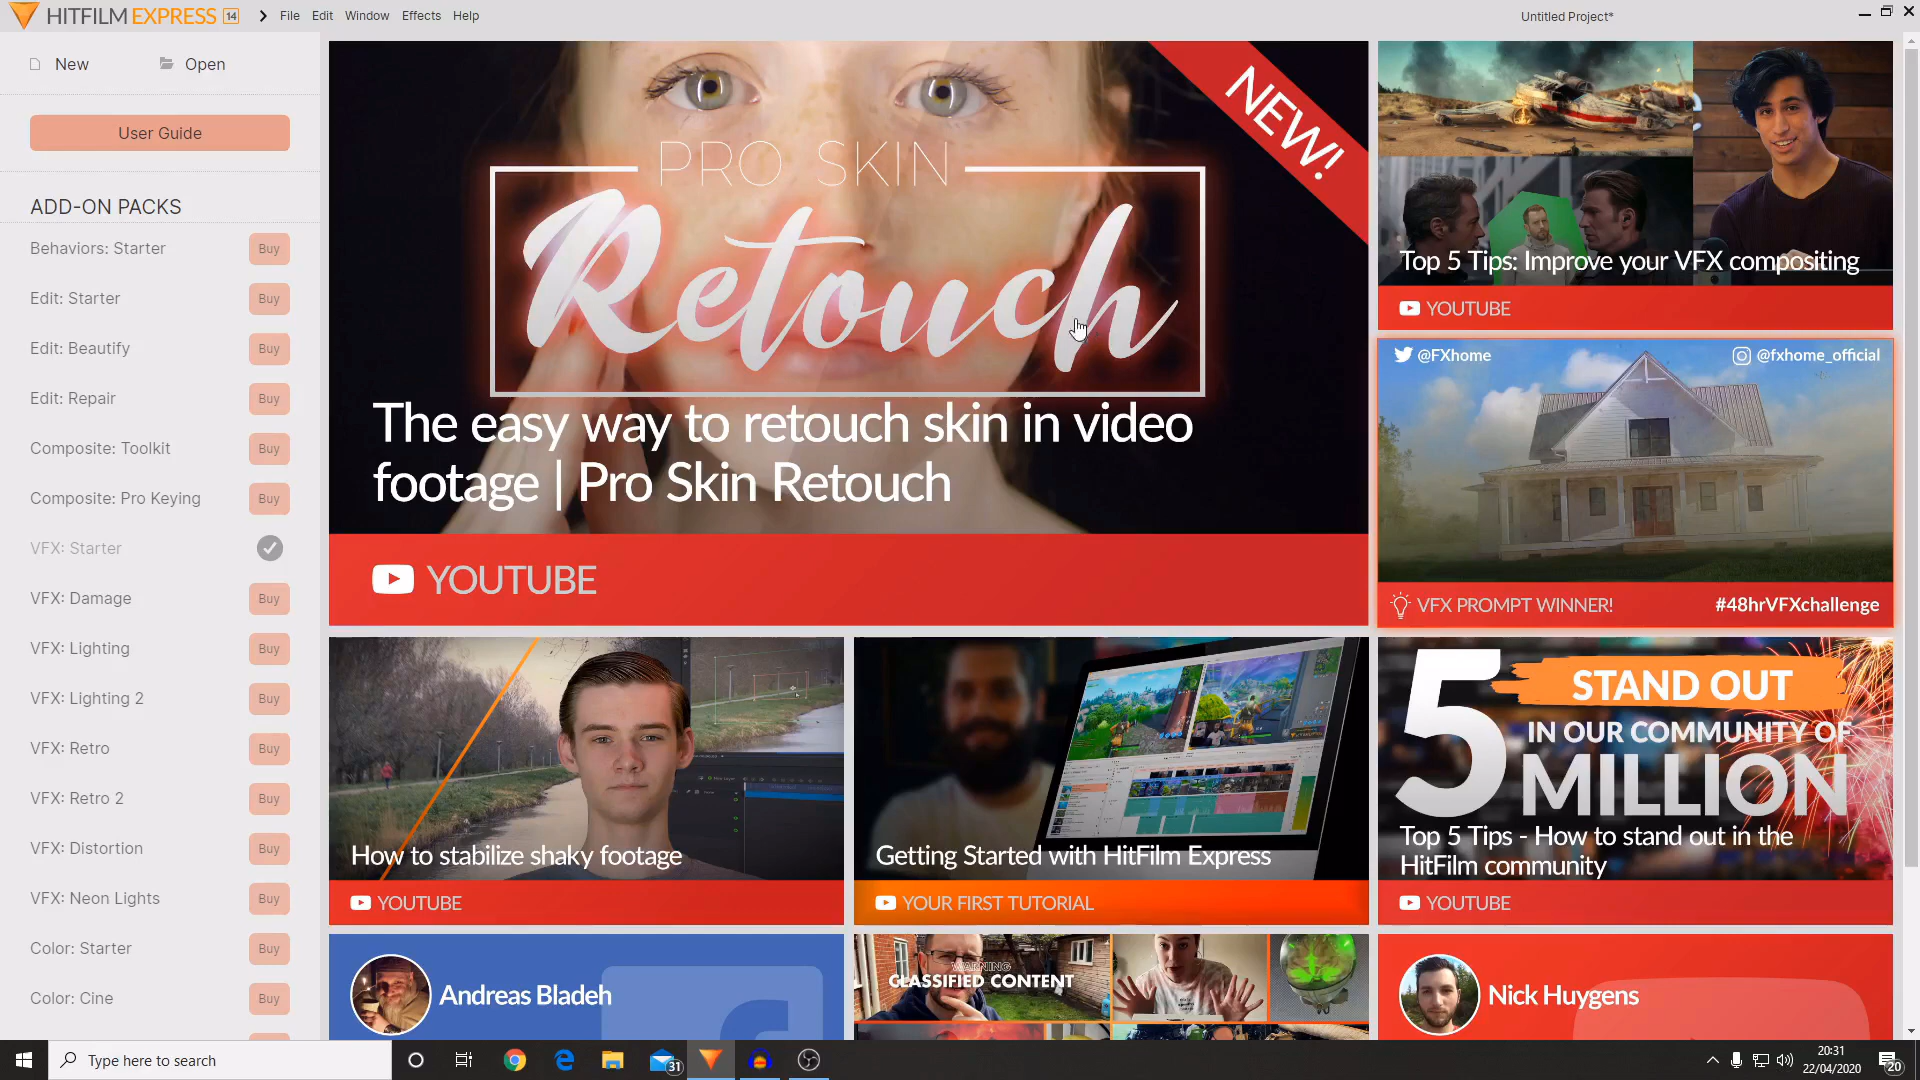 HITFILM EXPRESS 14
File Edit Window Effects Help
Untitled Project*
New Open
User Guide
ADD-ON PACKS
Behaviors: Starter Buy
Edit: Starter Buy
Edit: Beautify Buy
Edit: Repair Buy
Composite: Toolkit Buy
Composite: Pro Keying Buy
VFX: Starter
VFX: Damage Buy
VFX: Lighting Buy
VFX: Lighting 2 Buy
VFX: Retro Buy
VFX: Retro 2 Buy
VFX: Distortion Buy
VFX: Neon Lights Buy
Color: Starter Buy
Color: Cine Buy
NEW!
PRO SKIN
Retouch
The easy way to retouch skin in video
footage | Pro Skin Retouch
YOUTUBE
Top 5 Tips: Improve your VFX compositing
YOUTUBE
@FXhome @fxhome_official
VFX PROMPT WINNER! #48hrVFXchallenge
How to stabilize shaky footage
YOUTUBE
Getting Started with HitFilm Express
YOUR FIRST TUTORIAL
5 STAND OUT
IN OUR COMMUNITY OF
MILLION
Top 5 Tips - How to stand out in the
HitFilm community
YOUTUBE
Andreas Bladeh
WARNING
CLASSIFIED CONTENT
Nick Huygens
Type here to search
31
20:31
22/04/2020
20